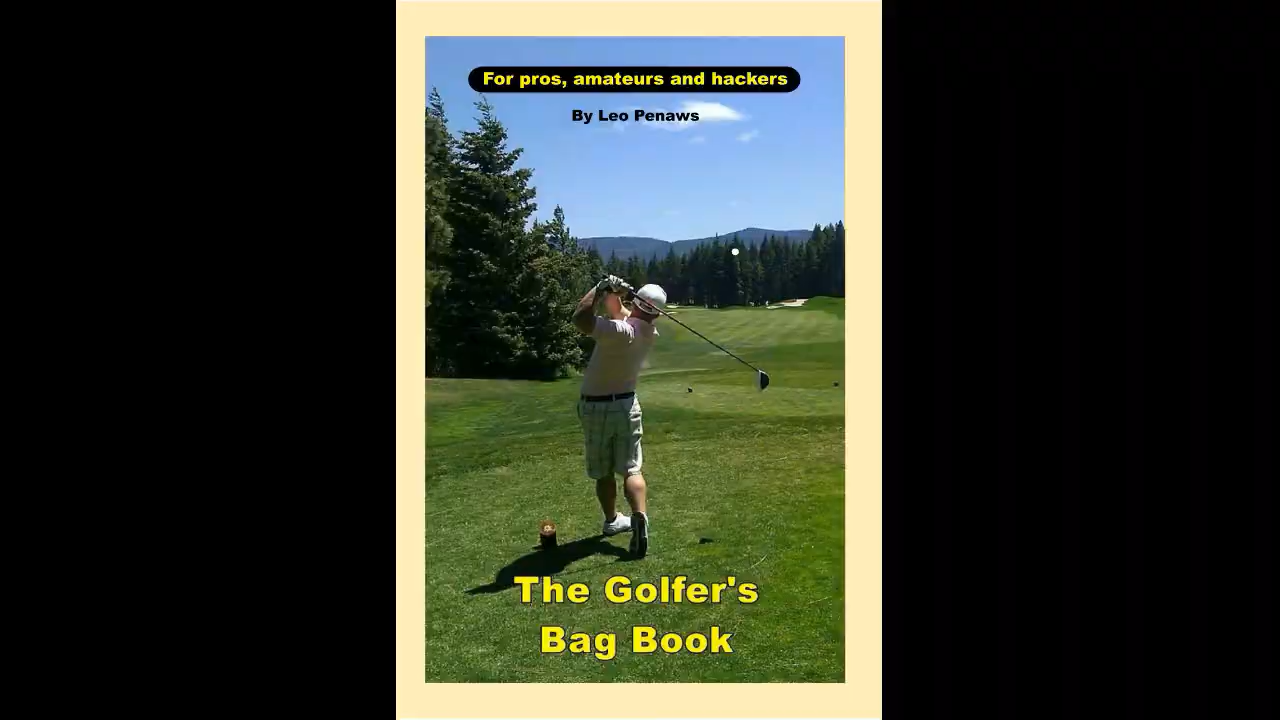 For pros, amateurs and hackers
By Leo Penaws
The Golfer's
Bag Book